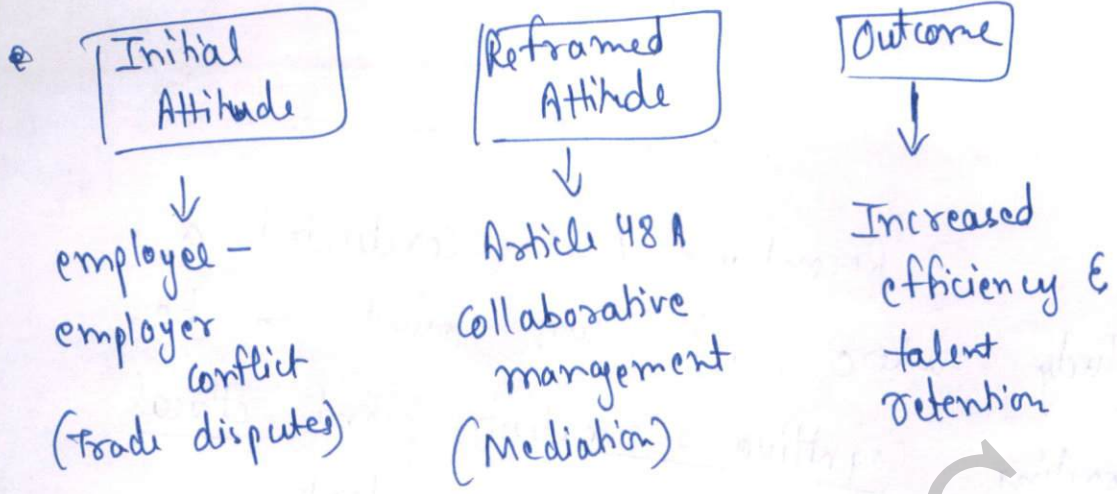 Initial
Attitude
↓
employee -
employer
conflict
(Trade disputes)
Reframed
Attitude
↓
Article 48 A
Collaborative
management
(Mediation)
Outcome
↓
Increased
efficiency &
talent
retention